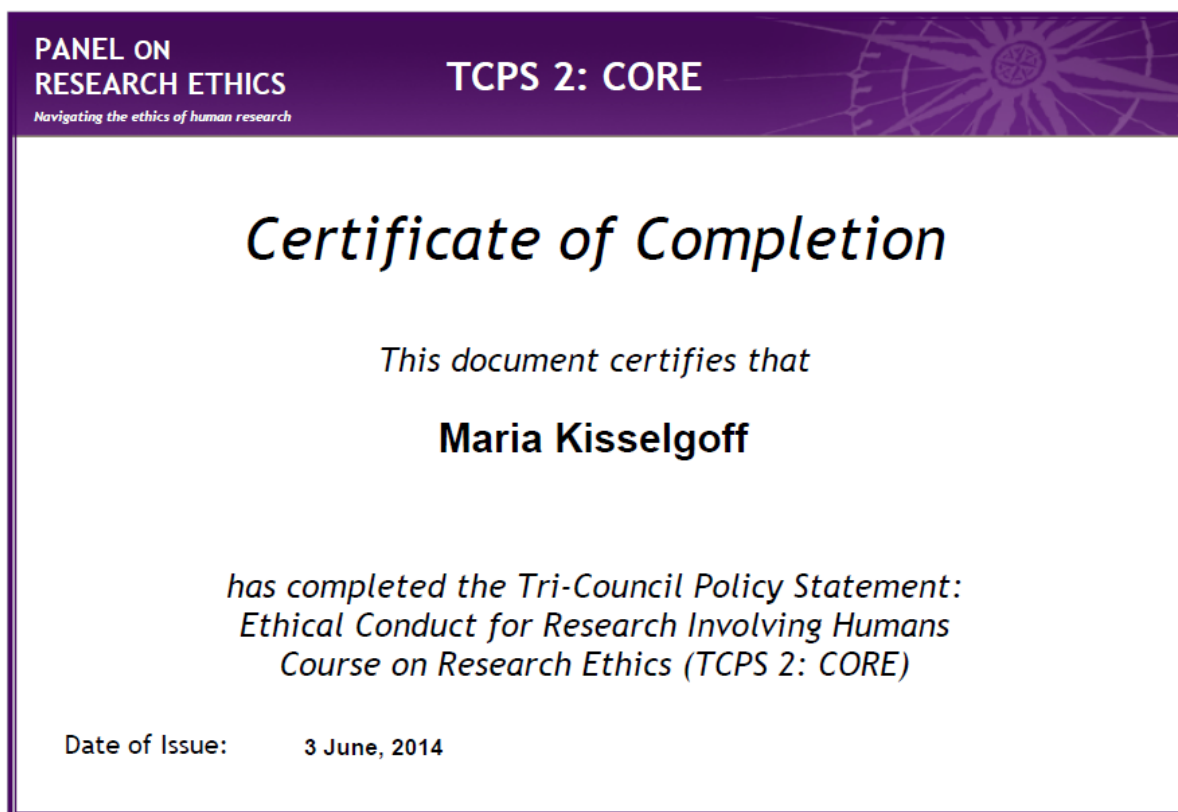 PANEL ON
RESEARCH ETHICS
Navigating the ethics of human research
TCPS 2: CORE
Certificate of Completion
This document certifies that
Maria Kisselgoff
has completed the Tri-Council Policy Statement:
Ethical Conduct for Research Involving Humans
Course on Research Ethics (TCPS 2: CORE)
Date of Issue: 3 June, 2014